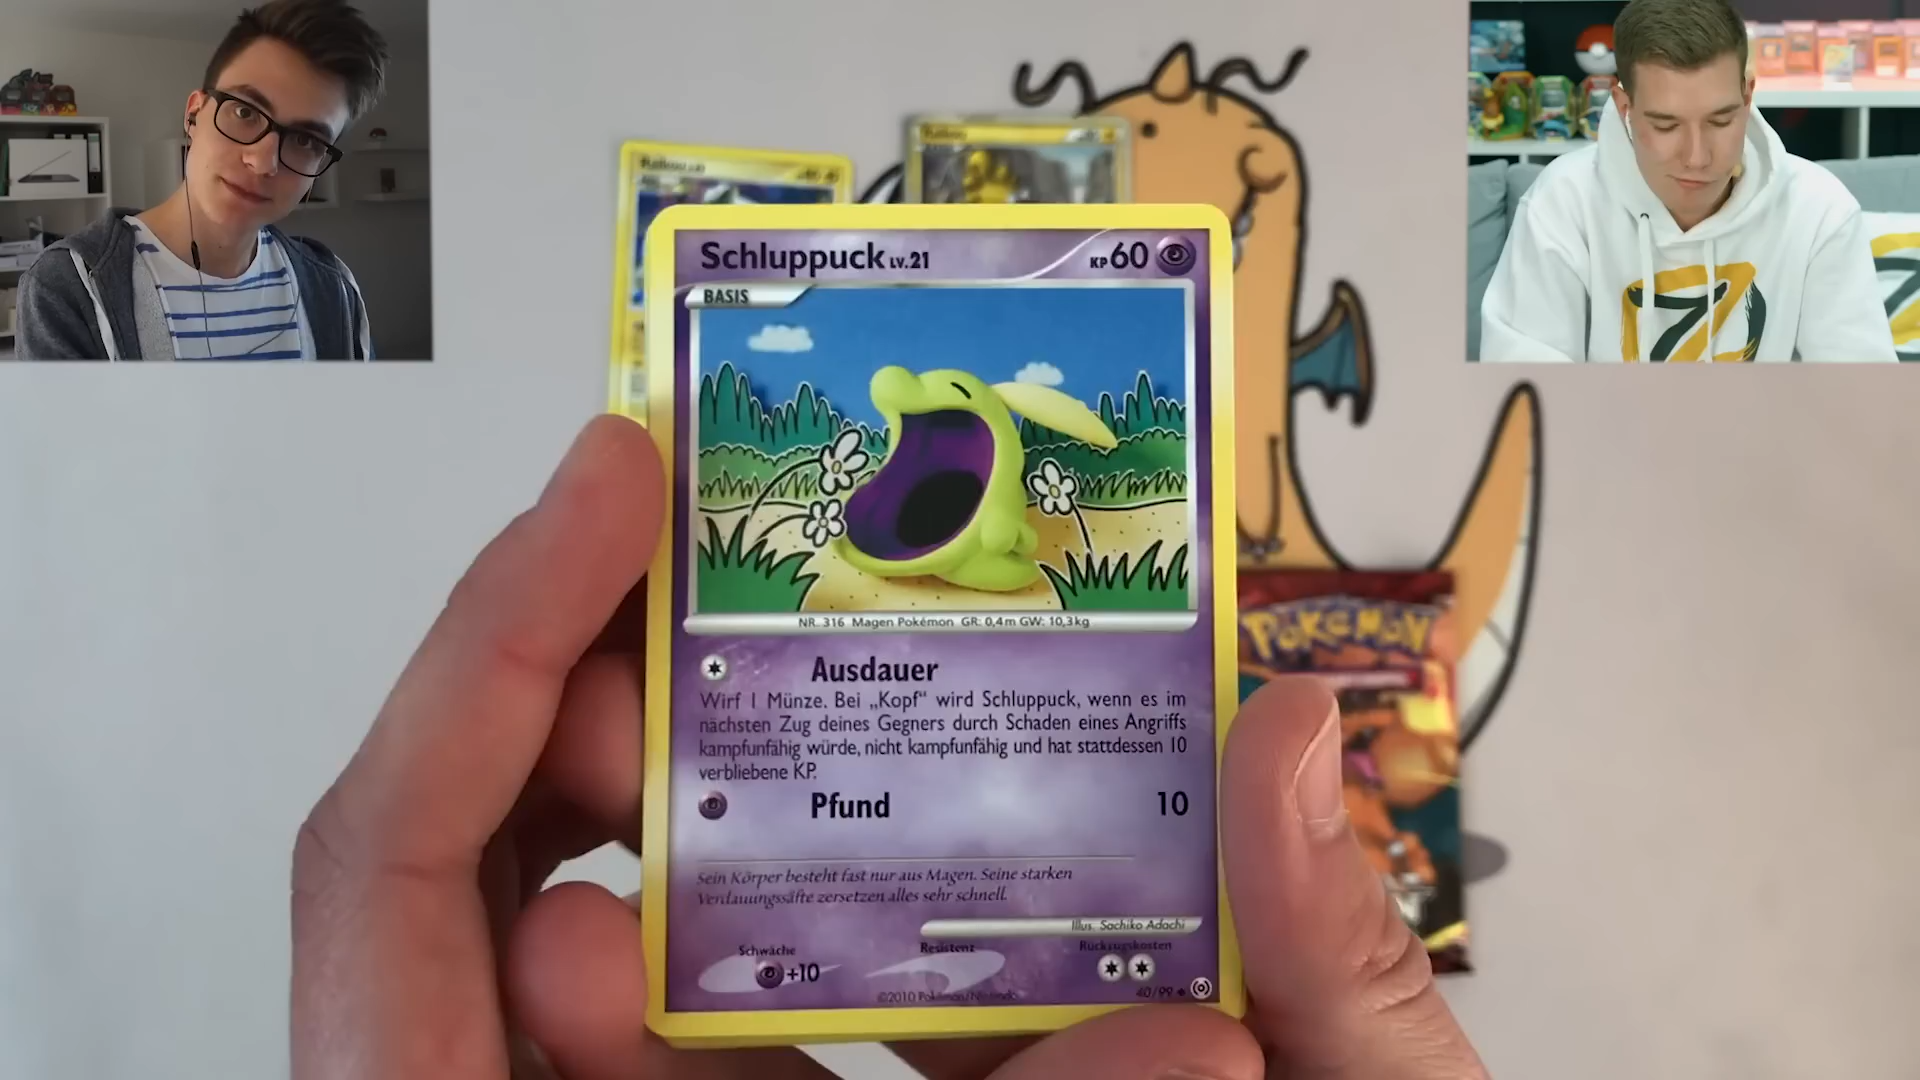 Schluppuck LV.21 KP 60
BASIS
NR. 316 Magen Pokémon GR: 0,4m GW: 10,3kg
Ausdauer
Wirf 1 Münze. Bei „Kopf“ wird Schluppuck, wenn es im
nächsten Zug deines Gegners durch Schaden eines Angriffs
kampfunfähig würde, nicht kampfunfähig und hat stattdessen 10
verbliebene KP.
Pfund 10
Sein Körper besteht fast nur aus Magen. Seine starken
Verdauungssäfte zersetzen alles sehr schnell.
Illus. Sachiko Adachi
Schwäche Resistenz Rückzugskosten
+10
©2010 Pokémon/Nintendo 40/99
POKéMON